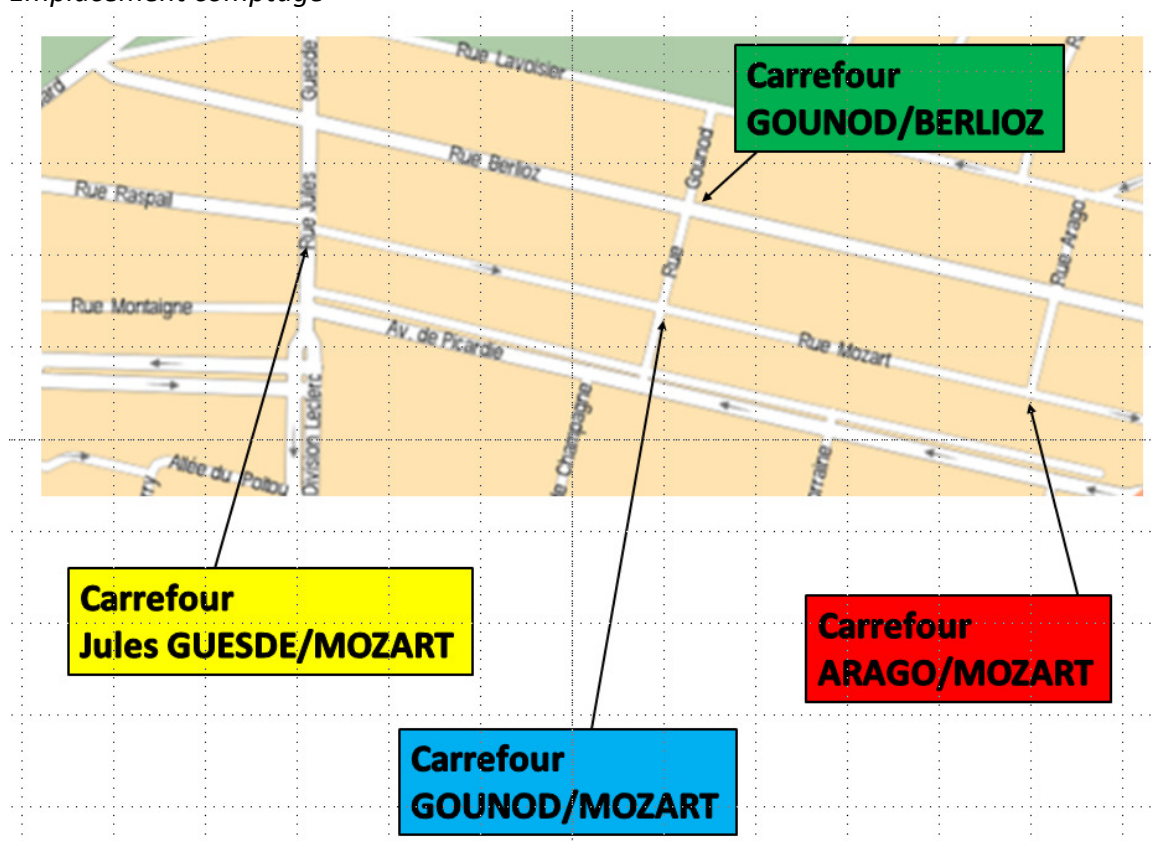 Emplacement comptage
Rue Lavoisier
Guesde
Carrefour
GOUNOD/BERLIOZ
Gounod
Rue Berlioz
Rue Raspail
Rue Jules
Rue Arago
Rue
Rue Montaigne
Av. de Picardie
Rue Mozart
Division Leclerc
Allée du Poitou
Carrefour
Jules GUESDE/MOZART
Carrefour
ARAGO/MOZART
Carrefour
GOUNOD/MOZART